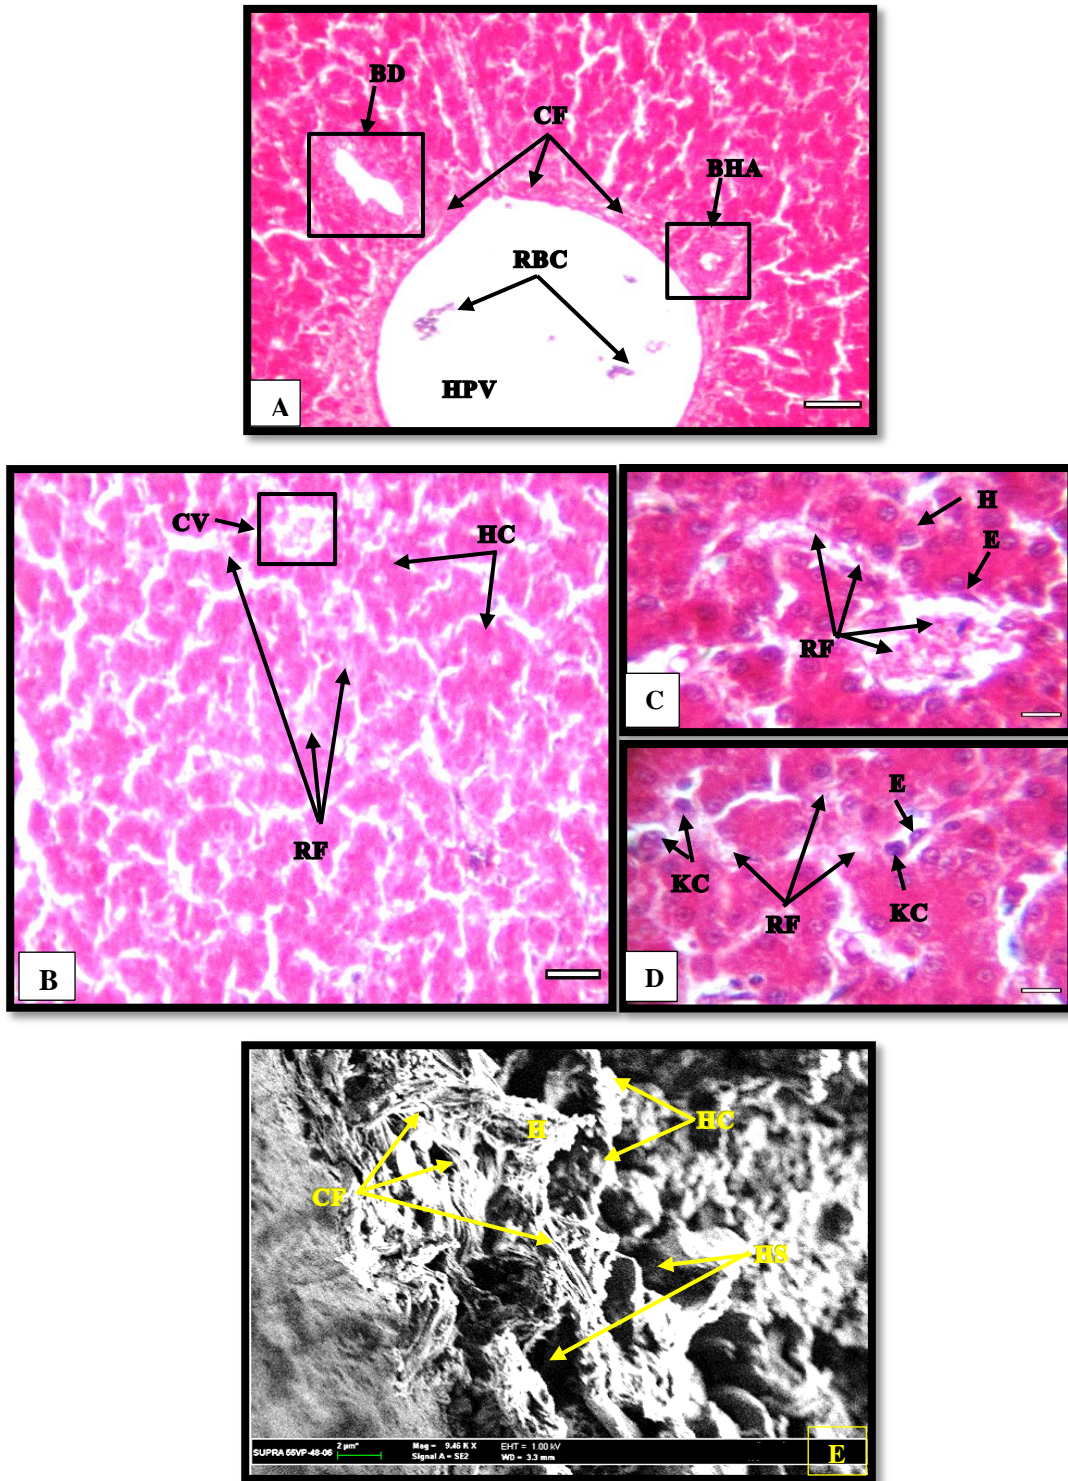 BD
CF
BHA
RBC
HPV
A
CV
HC
RF
B
H
E
RF
C
E
KC
RF
KC
D
H
HC
CF
HS
SUPRA 55VP-48-06
2 µm*
Mag = 9.46 K X
EHT = 1.00 kV
Signal A = SE2
WD = 3.3 mm
E